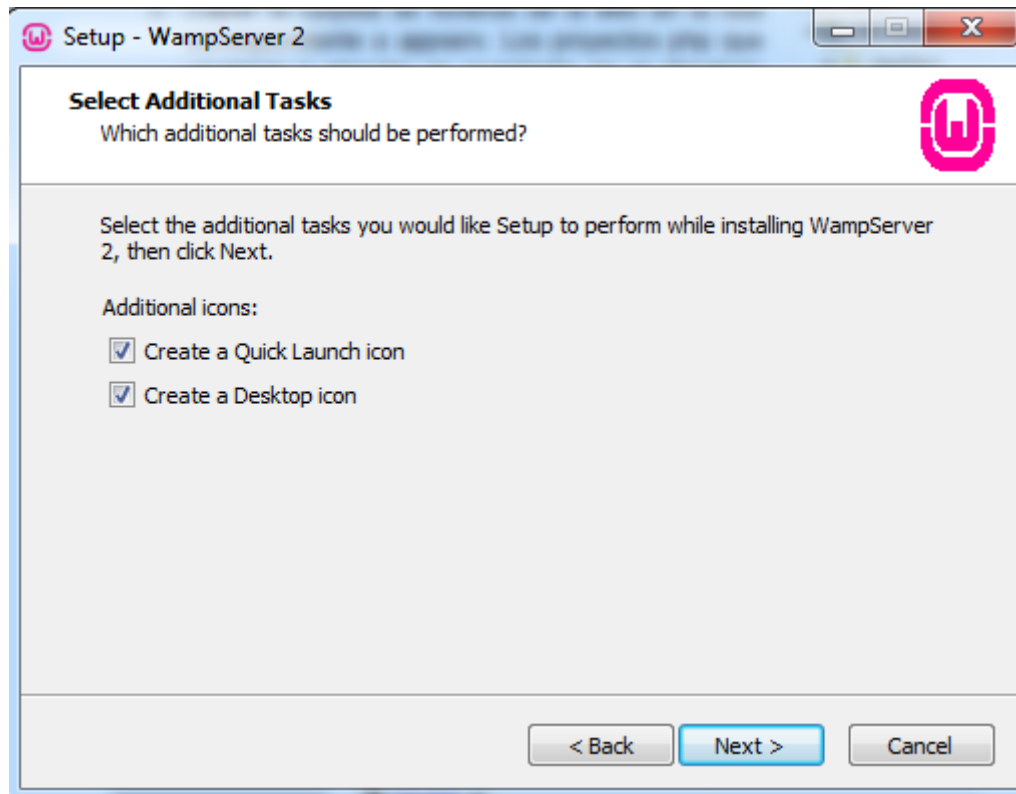 Setup - WampServer 2
Select Additional Tasks
Which additional tasks should be performed?
Select the additional tasks you would like Setup to perform while installing WampServer
2, then click Next.
Additional icons:
Create a Quick Launch icon
Create a Desktop icon
< Back
Next >
Cancel